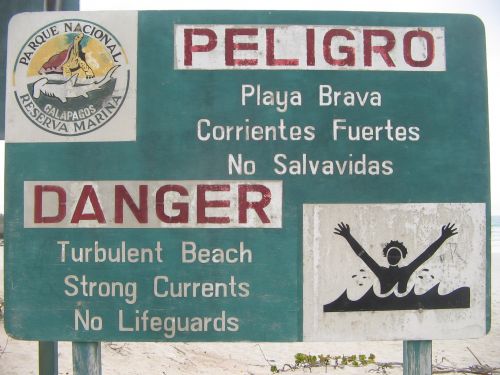 PARQUE NACIONAL
GALAPAGOS
RESERVA MARINA
PELIGRO
Playa Brava
Corrientes Fuertes
No Salvavidas
DANGER
Turbulent Beach
Strong Currents
No Lifeguards